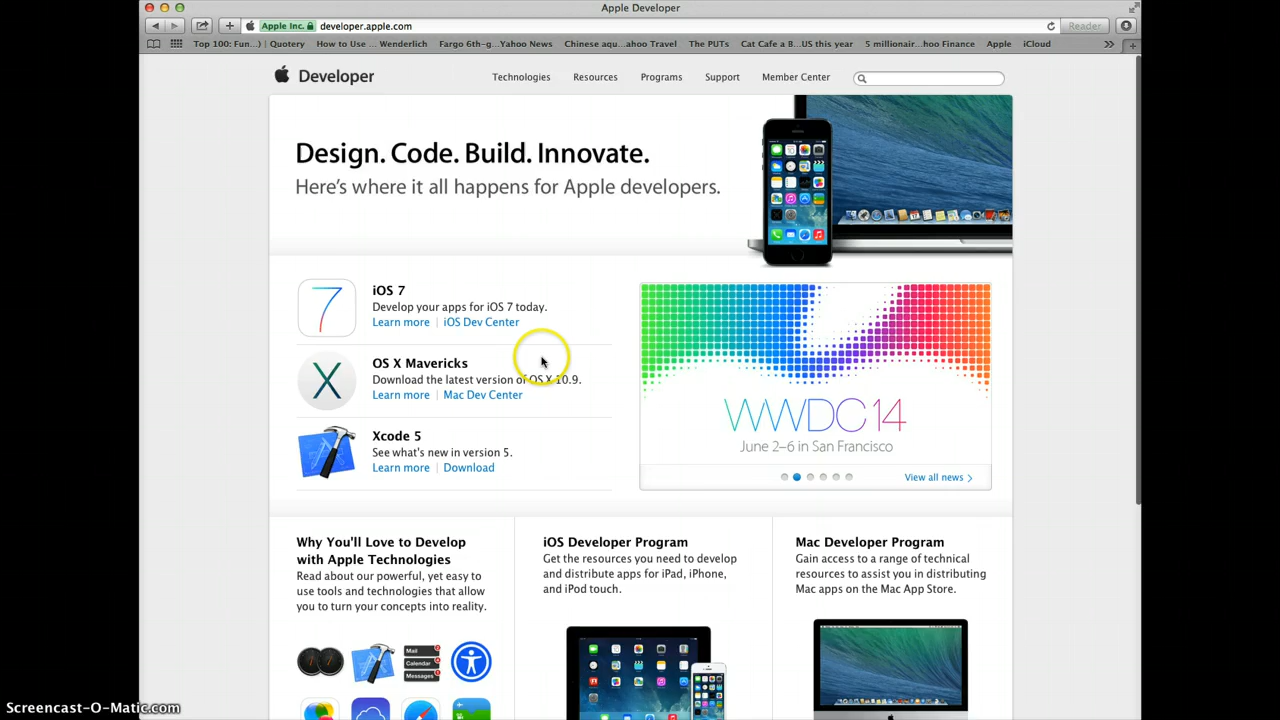 Apple Developer
Apple Inc. developer.apple.com Reader
Top 100: Fun...) | Quotery How to Use ... Wenderlich Fargo 6th-g...Yahoo News Chinese aqu...ahoo Travel The PUTs Cat Cafe a B...US this year 5 millionair...hoo Finance Apple iCloud
Developer Technologies Resources Programs Support Member Center
Design. Code. Build. Innovate.
Here's where it all happens for Apple developers.
iOS 7
Develop your apps for iOS 7 today.
Learn more | iOS Dev Center
OS X Mavericks
Download the latest version of OS X 10.9.
Learn more | Mac Dev Center
Xcode 5
See what's new in version 5.
Learn more | Download
WWDC 14
June 2–6 in San Francisco
View all news
Why You'll Love to Develop
with Apple Technologies
Read about our powerful, yet easy to
use tools and technologies that allow
you to turn your concepts into reality.
Mail
Calendar
Messages
iOS Developer Program
Get the resources you need to develop
and distribute apps for iPad, iPhone,
and iPod touch.
Mac Developer Program
Gain access to a range of technical
resources to assist you in distributing
Mac apps on the Mac App Store.
Screencast-O-Matic.com